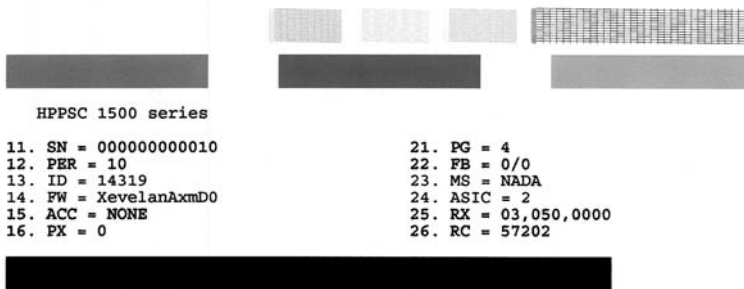 HPPSC 1500 series
11. SN = 000000000010
12. PER = 10
13. ID = 14319
14. FW = XevelanAxmD0
15. ACC = NONE
16. PX = 0
21. PG = 4
22. FB = 0/0
23. MS = NADA
24. ASIC = 2
25. RX = 03,050,0000
26. RC = 57202